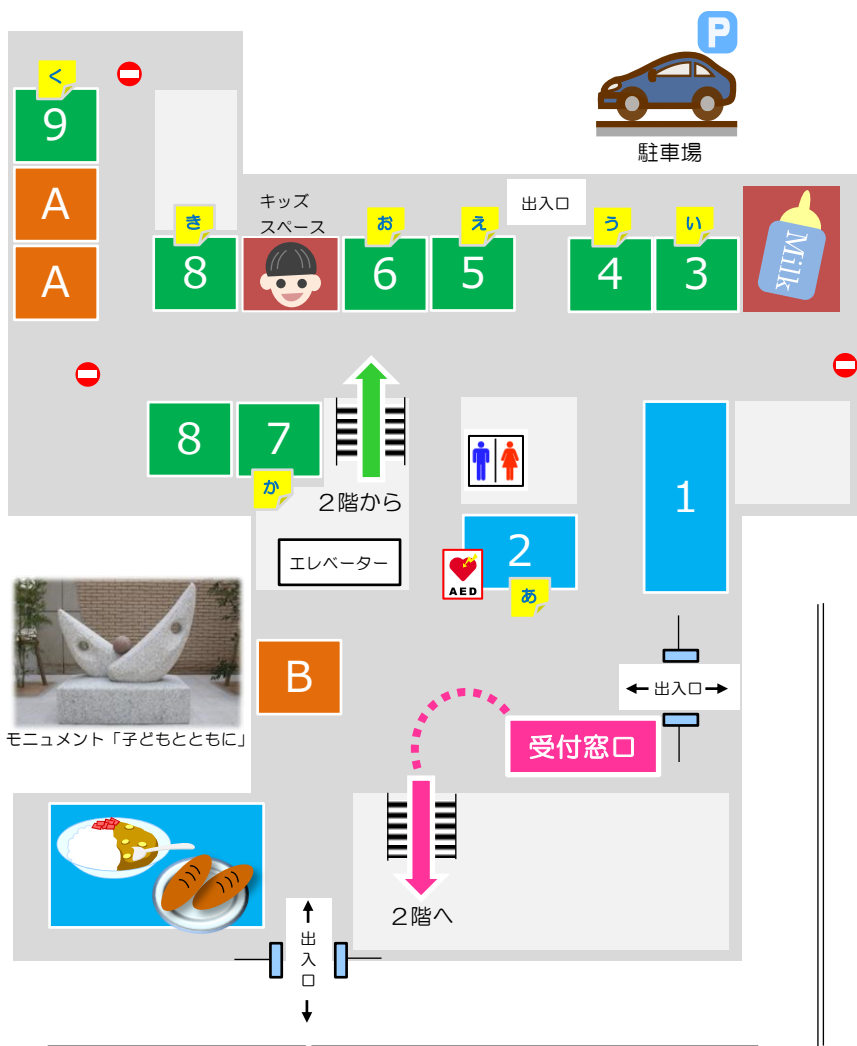 P
駐車場
く
9
A
A
き
8
キッズ
スペース
お
6
え
5
出入口
う
4
い
3
Milk
8
7
か
2階から
エレベーター
1
2
あ
AED
B
←出入口→
モニュメント「子どもとともに」
受付窓口
2階へ
↑
出
入
口
↓